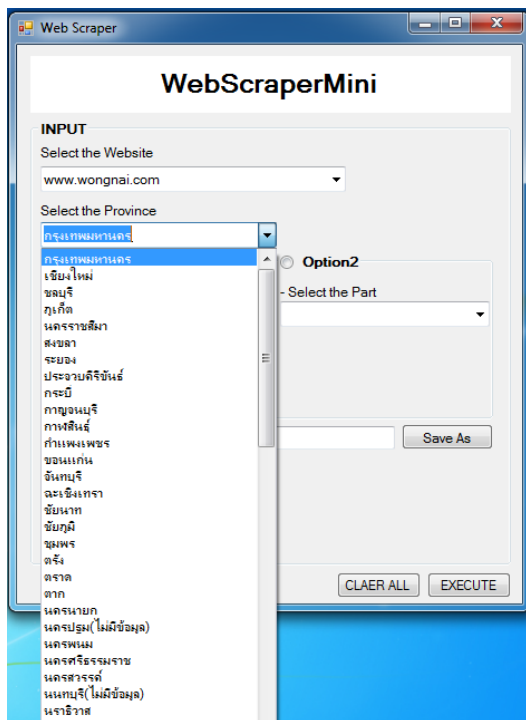 Web Scraper
WebScraperMini
INPUT
Select the Website
www.wongnai.com
Select the Province
กรุงเทพมหานคร
กรุงเทพมหานคร
เชียงใหม่
ชลบุรี
ภูเก็ต
นครราชสีมา
สงขลา
ระยอง
ประจวบคีรีขันธ์
กระบี่
กาญจนบุรี
กาฬสินธุ์
กำแพงเพชร
ขอนแก่น
จันทบุรี
ฉะเชิงเทรา
ชัยนาท
ชัยภูมิ
ชุมพร
ตรัง
ตราด
ตาก
นครนายก
นครปฐม(ไม่มีข้อมูล)
นครพนม
นครศรีธรรมราช
นครสวรรค์
นนทบุรี(ไม่มีข้อมูล)
นราธิวาส
Option2
- Select the Part
Save As
CLAER ALL
EXECUTE